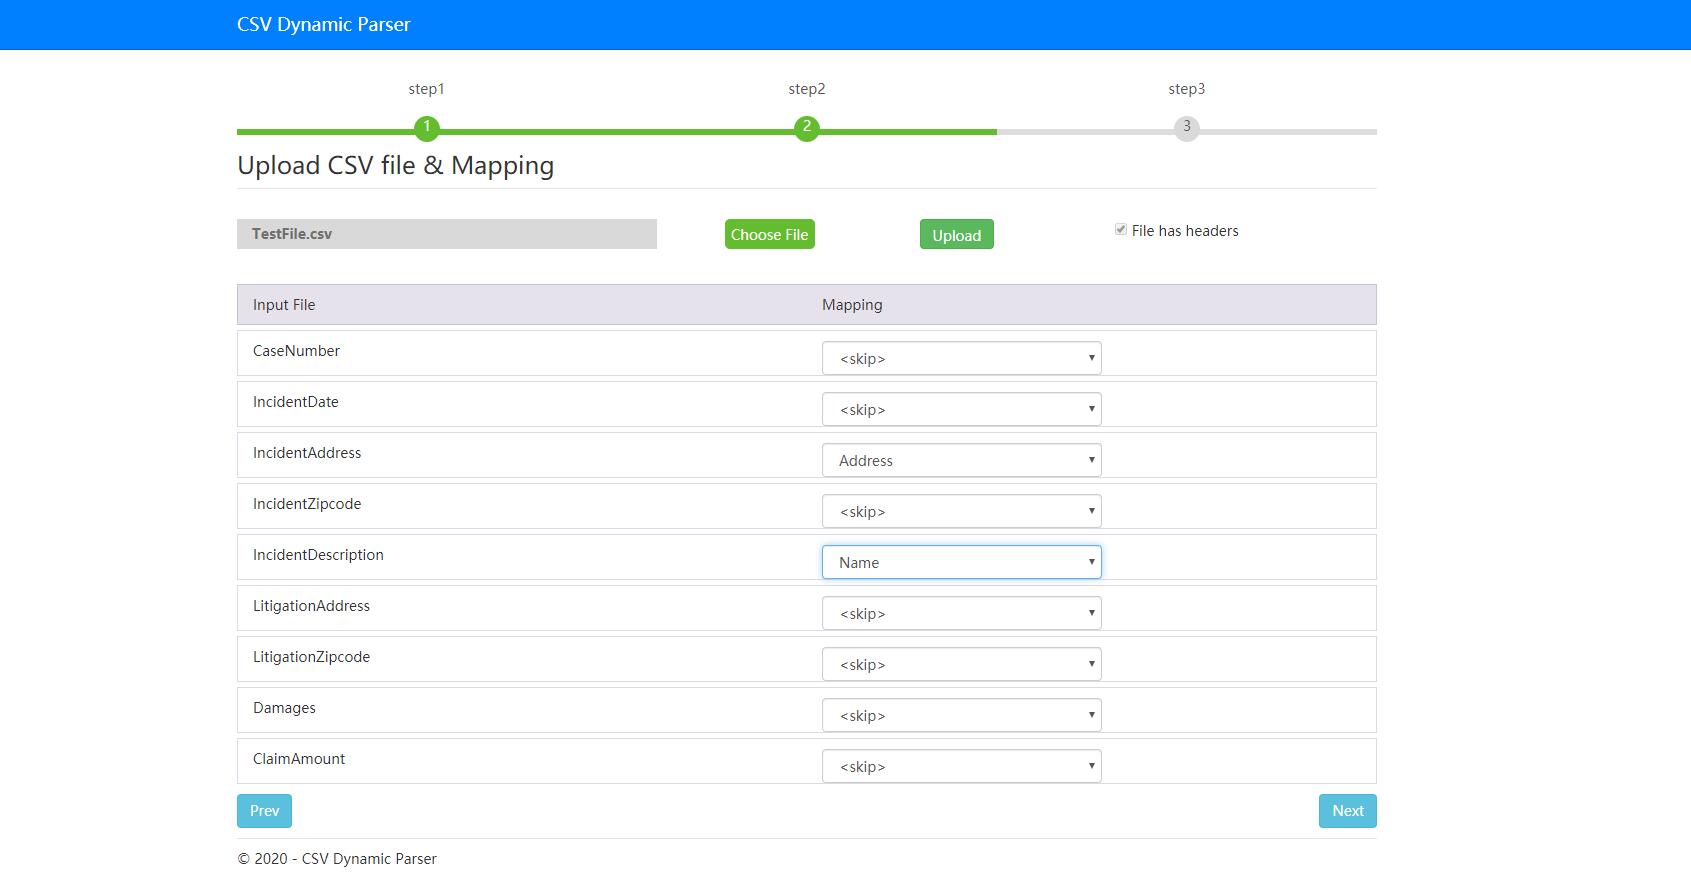 CSV Dynamic Parser
step1 step2 step3
1 2 3
Upload CSV file & Mapping
TestFile.csv Choose File Upload File has headers
Input File Mapping
CaseNumber <skip>
IncidentDate <skip>
IncidentAddress Address
IncidentZipcode <skip>
IncidentDescription Name
LitigationAddress <skip>
LitigationZipcode <skip>
Damages <skip>
ClaimAmount <skip>
Prev Next
© 2020 - CSV Dynamic Parser